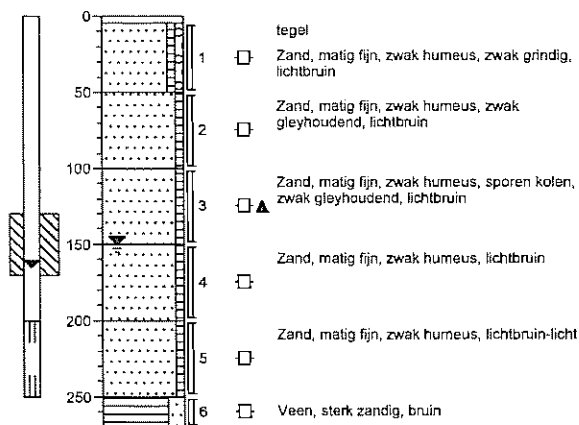 0
tegel
1
Zand, matig fijn, zwak humeus, zwak grindig,
lichtbruin
50
2
Zand, matig fijn, zwak humeus, zwak
gleyhoudend, lichtbruin
100
3
Zand, matig fijn, zwak humeus, sporen kolen,
zwak gleyhoudend, lichtbruin
150
4
Zand, matig fijn, zwak humeus, lichtbruin
200
5
Zand, matig fijn, zwak humeus, lichtbruin-licht
250
6
Veen, sterk zandig, bruin